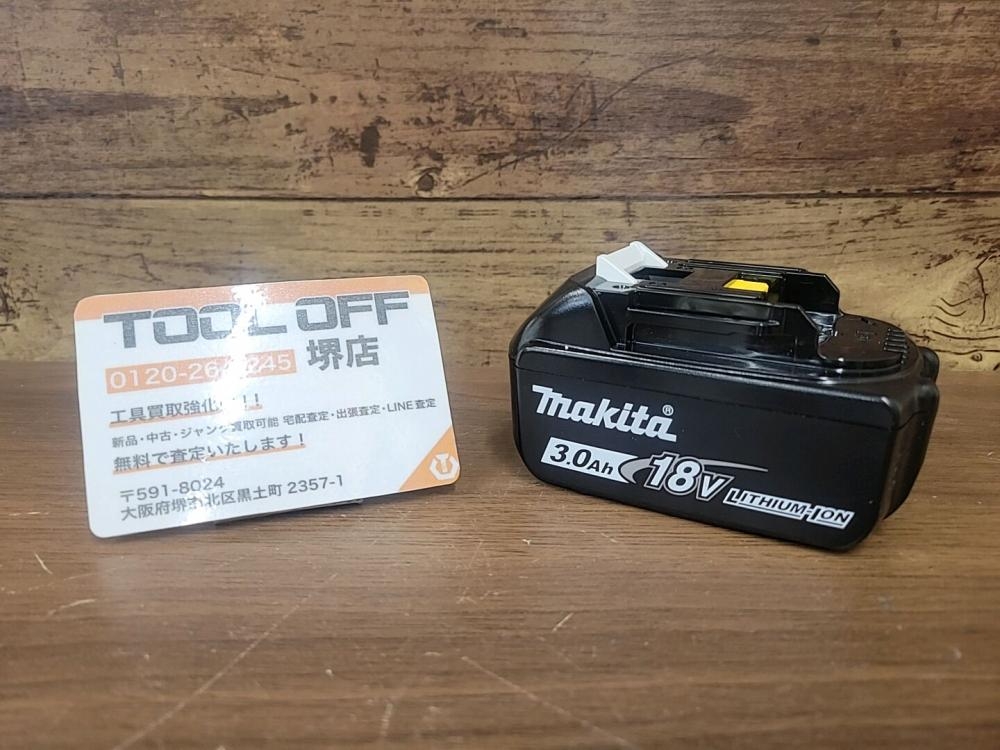 TOOL OFF
堺店
工具買取強化
新品・中古・ジャンク買取可能 宅配査定・出張査定・LINE査定
無料で査定いたします！
〒591-8024
大阪府堺市北区黒土町 2357-1
makita®
3.0Ah 18V LITHIUM-ION